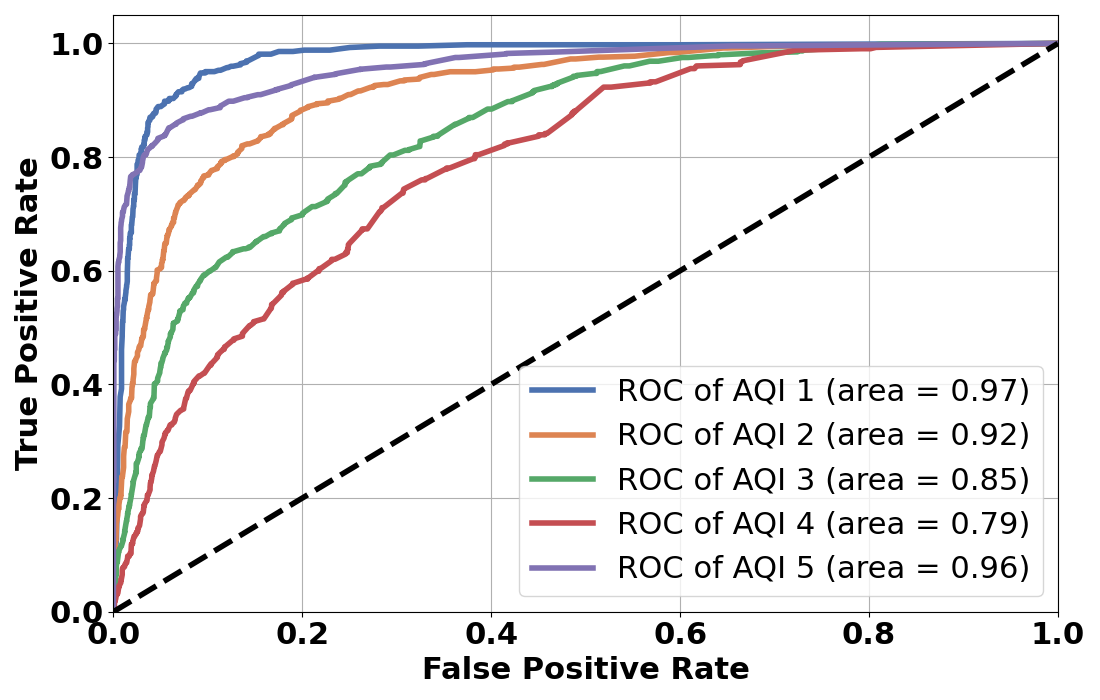 True Positive Rate
1.0
0.8
0.6
0.4
0.2
0.0
ROC of AQI 1 (area = 0.97)
ROC of AQI 2 (area = 0.92)
ROC of AQI 3 (area = 0.85)
ROC of AQI 4 (area = 0.79)
ROC of AQI 5 (area = 0.96)
0.0 0.2 0.4 0.6 0.8 1.0
False Positive Rate